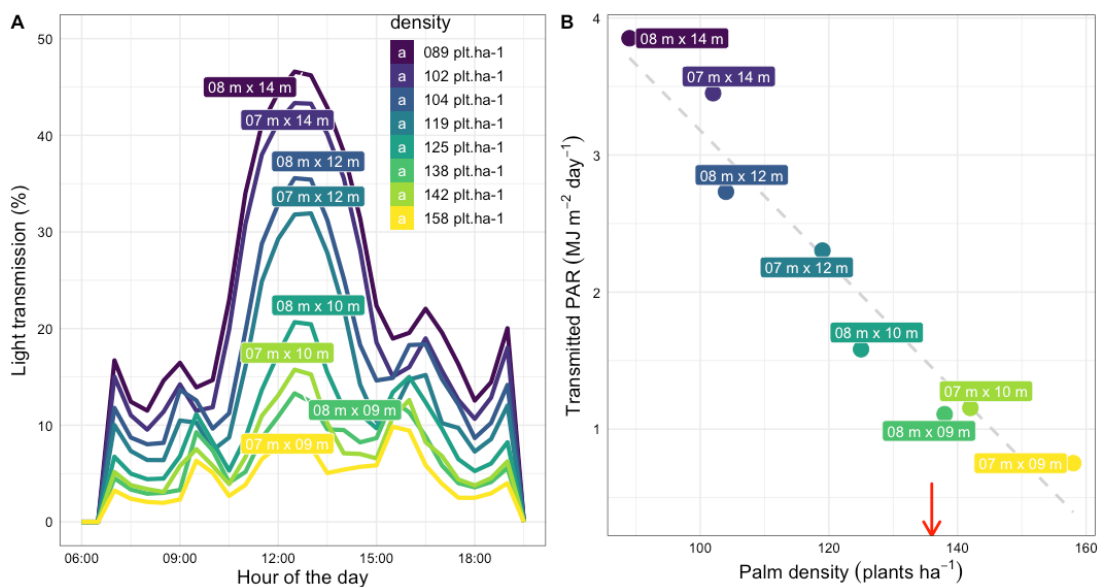 A
density
a 089 plt.ha-1
a 102 plt.ha-1
a 104 plt.ha-1
a 119 plt.ha-1
a 125 plt.ha-1
a 138 plt.ha-1
a 142 plt.ha-1
a 158 plt.ha-1
08 m x 14 m
07 m x 14 m
08 m x 12 m
07 m x 12 m
08 m x 10 m
07 m x 10 m
08 m x 09 m
07 m x 09 m
Light transmission (%)
50
40
30
20
10
0
06:00 09:00 12:00 15:00 18:00
Hour of the day
B
Transmitted PAR (MJ m⁻² day⁻¹)
4
3
2
1
08 m x 14 m
07 m x 14 m
08 m x 12 m
07 m x 12 m
08 m x 10 m
07 m x 10 m
08 m x 09 m
07 m x 09 m
100 120 140 160
Palm density (plants ha⁻¹)